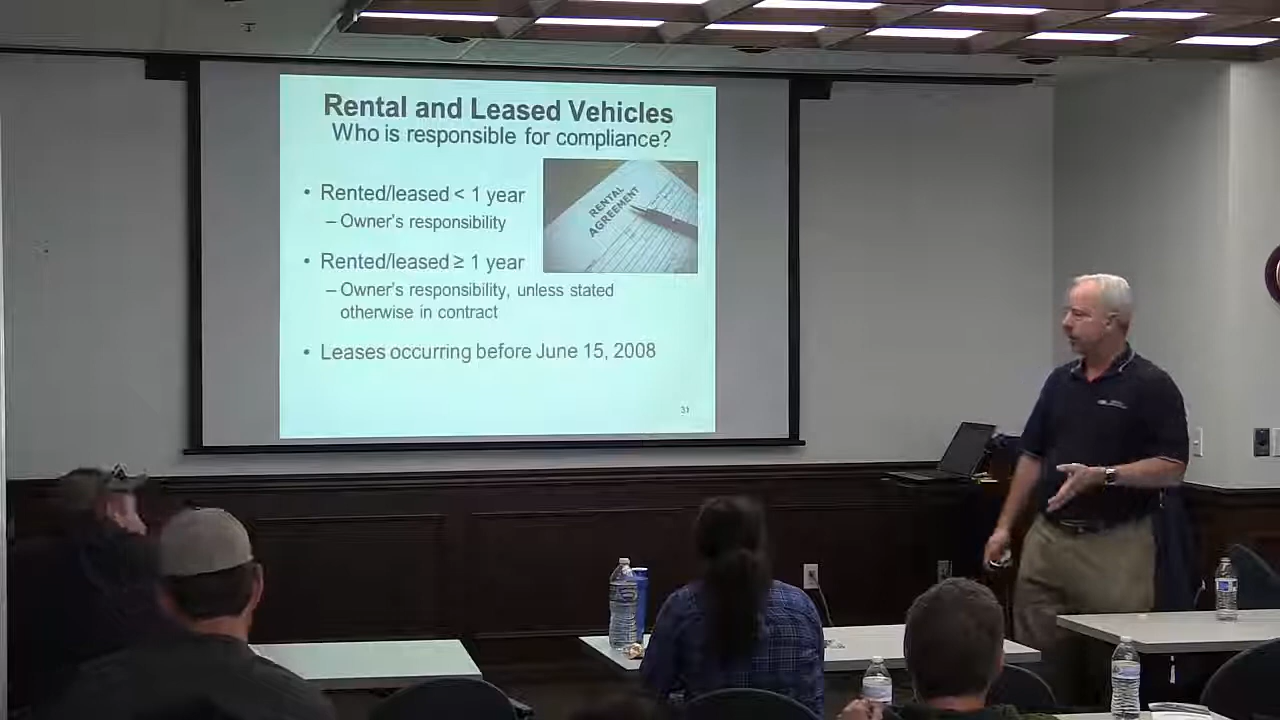 Rental and Leased Vehicles
Who is responsible for compliance?
• Rented/leased < 1 year
– Owner's responsibility
• Rented/leased ≥ 1 year
– Owner's responsibility, unless stated
otherwise in contract
• Leases occurring before June 15, 2008
RENTAL
AGREEMENT
31